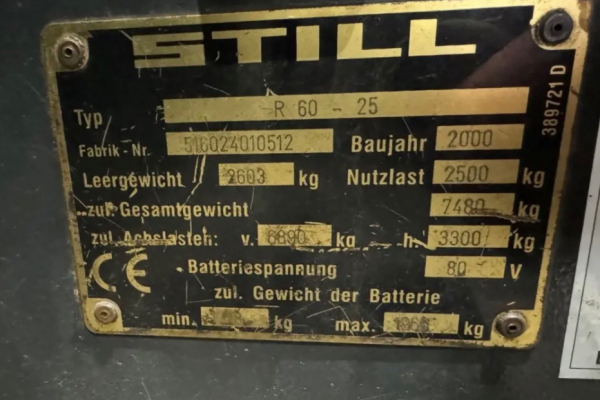 STILL
Typ R 60 - 25
Fabrik - Nr. 516024010512 Baujahr 2000
Leergewicht 2603 kg Nutzlast 2500 kg
zul. Gesamtgewicht 7480 kg
zul. Achslasten: v. 6890 kg h. 3300 kg
CE Batteriespannung 80 V
zul. Gewicht der Batterie
min. kg max. kg
389721 D